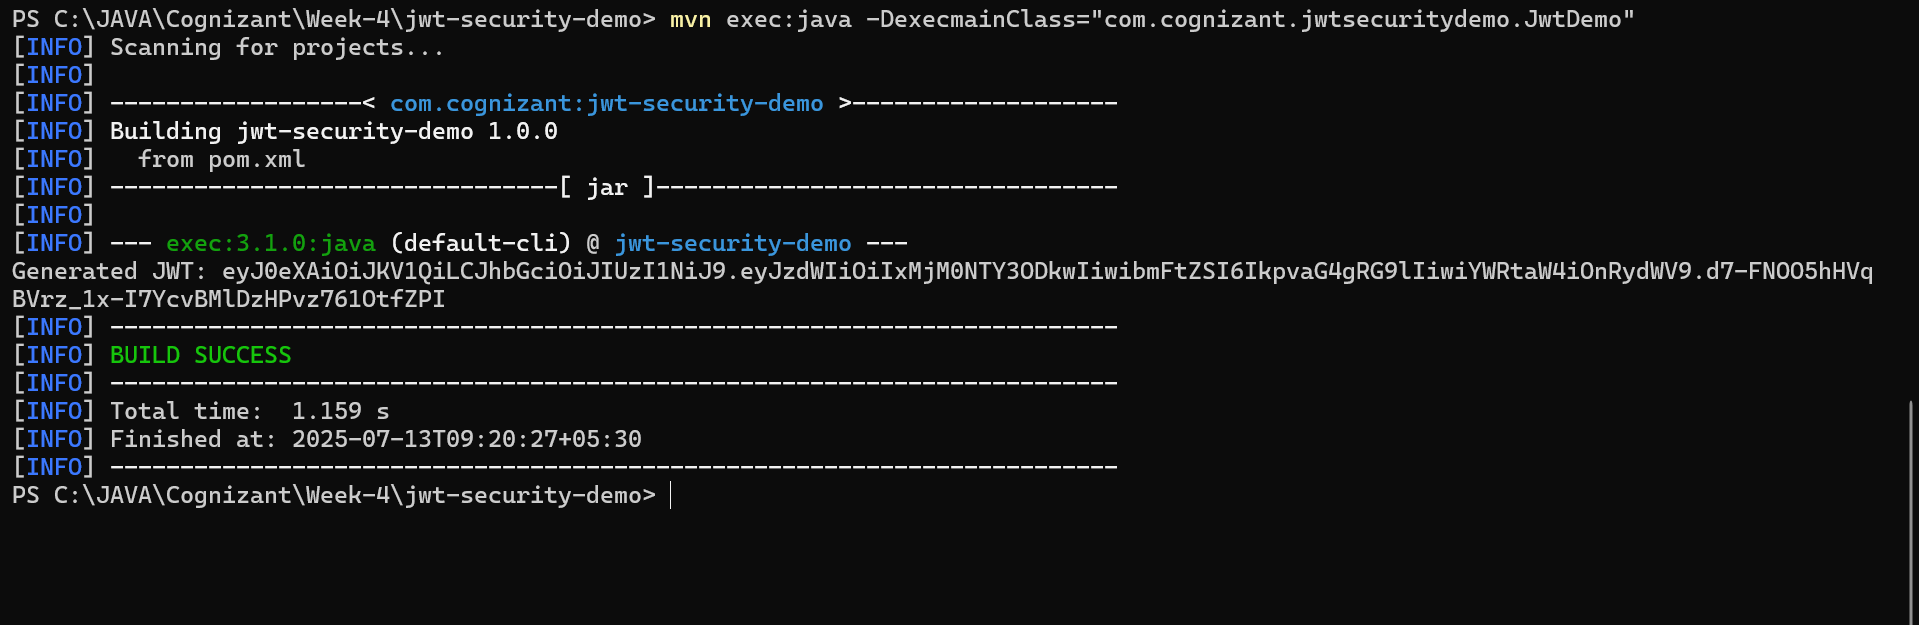 PS C:\JAVA\Cognizant\Week-4\jwt-security-demo> mvn exec:java -DexecmainClass="com.cognizant.jwtsecuritydemo.JwtDemo"
[INFO] Scanning for projects...
[INFO]
[INFO] ------------------< com.cognizant:jwt-security-demo >-------------------
[INFO] Building jwt-security-demo 1.0.0
[INFO]   from pom.xml
[INFO] --------------------------------[ jar ]---------------------------------
[INFO]
[INFO] --- exec:3.1.0:java (default-cli) @ jwt-security-demo ---
Generated JWT: eyJ0eXAiOiJKV1QiLCJhbGciOiJIUzI1NiJ9.eyJzdWIiOiIxMjM0NTY3ODkwIiwibmFtZSI6IkpvaG4gRG9lIiwiYWRtaW4iOnRydWV9.d7-FNOO5hHVq
BVrz_1x-I7YcvBMlDzHPvz761OtfZPI
[INFO] ------------------------------------------------------------------------
[INFO] BUILD SUCCESS
[INFO] ------------------------------------------------------------------------
[INFO] Total time:  1.159 s
[INFO] Finished at: 2025-07-13T09:20:27+05:30
[INFO] ------------------------------------------------------------------------
PS C:\JAVA\Cognizant\Week-4\jwt-security-demo>